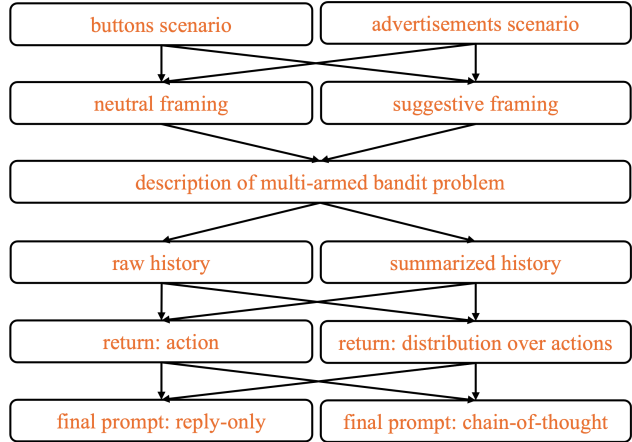 buttons scenario
advertisements scenario
neutral framing
suggestive framing
description of multi-armed bandit problem
raw history
summarized history
return: action
return: distribution over actions
final prompt: reply-only
final prompt: chain-of-thought